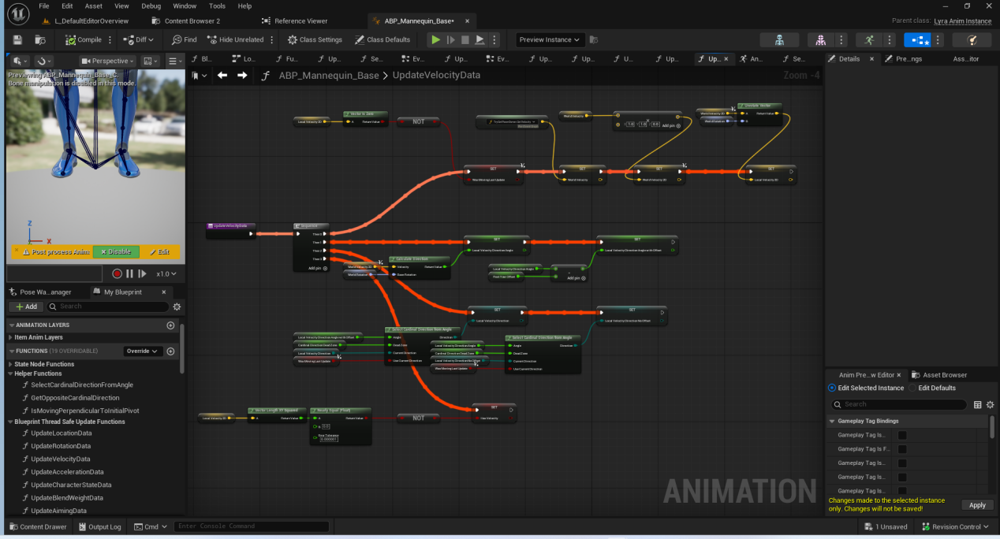 File Edit Asset View Debug Window Tools Help
L_DefaultEditorOverview Content Browser 2 Reference Viewer ABP_Mannequin_Base* Parent class: Lyra Anim Instance
Compile Diff Find Hide Unrelated Class Settings Class Defaults Preview Instance
Perspective
Previewing ABP_Mannequin_Base_C.
Bone manipulation is disabled in this mode.
Z
X
Post process Anim: Disable Edit
x1.0
Pose Wa...anager My Blueprint
Add Search
ANIMATION LAYERS
Item Anim Layers
FUNCTIONS (19 OVERRIDABLE) Override
State Node Functions
Helper Functions
SelectCardinalDirectionFromAngle
GetOppositeCardinalDirection
IsMovingPerpendicularToInitialPivot
Blueprint Thread Safe Update Functions
UpdateLocationData
UpdateRotationData
UpdateVelocityData
UpdateAccelerationData
UpdateCharacterStateData
UpdateBlendWeightData
UpdateAimingData
Bl... Lo... Fu... Up... Se... Ev... Up... Ev... Up... Up... U... Up... Up... An... Se...
ABP_Mannequin_Base > UpdateVelocityData Zoom -4
Local Velocity 2D
Vector Is Zero
A Return Value
NOT
World Velocity
1.0 1.0 0.0 Add pin
World Velocity 2D
World Rotation
Unrotate Vector
A Return Value
B
SET
Was Moving Last Update
SET
World Velocity
SET
World Velocity 2D
SET
Local Velocity 2D
UpdateVelocityData
Sequence
Then 0
Then 1
Then 2
Then 3
Add pin
World Velocity 2D
World Rotation
Calculate Direction
Velocity Return Value
Base Rotation
SET
Local Velocity Direction Angle
SET
Local Velocity Direction Angle with Offset
Local Velocity Direction Angle
Root Yaw Offset
Add pin
SET
Local Velocity Direction
SET
Local Velocity Direction No Offset
Local Velocity Direction Angle with Offset
Cardinal Direction Dead Zone
Local Velocity Direction
Was Moving Last Update
Select Cardinal Direction from Angle
Angle Direction
Dead Zone
Current Direction
Use Current Direction
Local Velocity Direction Angle
Cardinal Direction Dead Zone
Local Velocity Direction No Offset
Was Moving Last Update
Select Cardinal Direction from Angle
Angle Direction
Dead Zone
Current Direction
Use Current Direction
Local Velocity 2D
Vector Length XY Squared
A Return Value
Nearly Equal (Float)
A Return Value
B 0.0
Error Tolerance
0.000001
NOT
SET
Has Velocity
ANIMATION
Details Pre...ngs Ass...itor
Anim Pre...w Editor Asset Browser
Edit Selected Instance Edit Defaults
Search
Gameplay Tag Bindings
Gameplay Tag Is...
Gameplay Tag Is F...
Gameplay Tag Is...
Gameplay Tag Is...
Gameplay Tag Is...
Changes made to the selected instance
only. Changes will not be saved!
Apply
Content Drawer Output Log Cmd Enter Console Command 1 Unsaved Revision Control